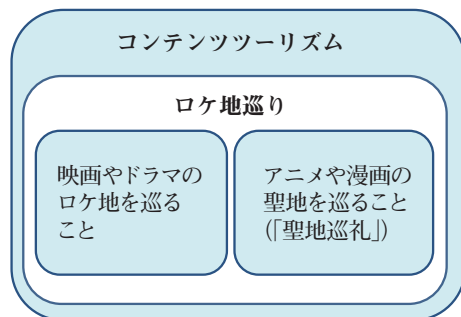 コンテンツツーリズム
ロケ地巡り
映画やドラマの
ロケ地を巡る
こと
アニメや漫画の
聖地を巡ること
(「聖地巡礼」)